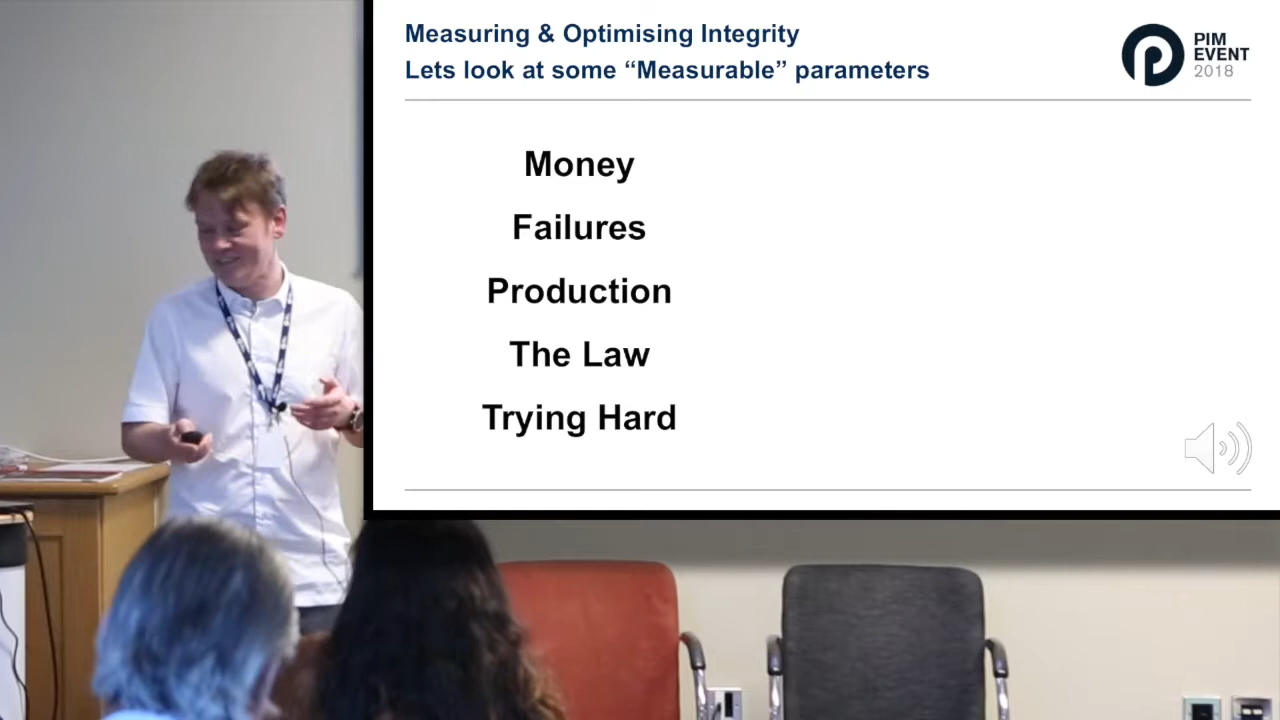 Measuring & Optimising Integrity
Lets look at some “Measurable” parameters
PIM
EVENT
2018
Money
Failures
Production
The Law
Trying Hard